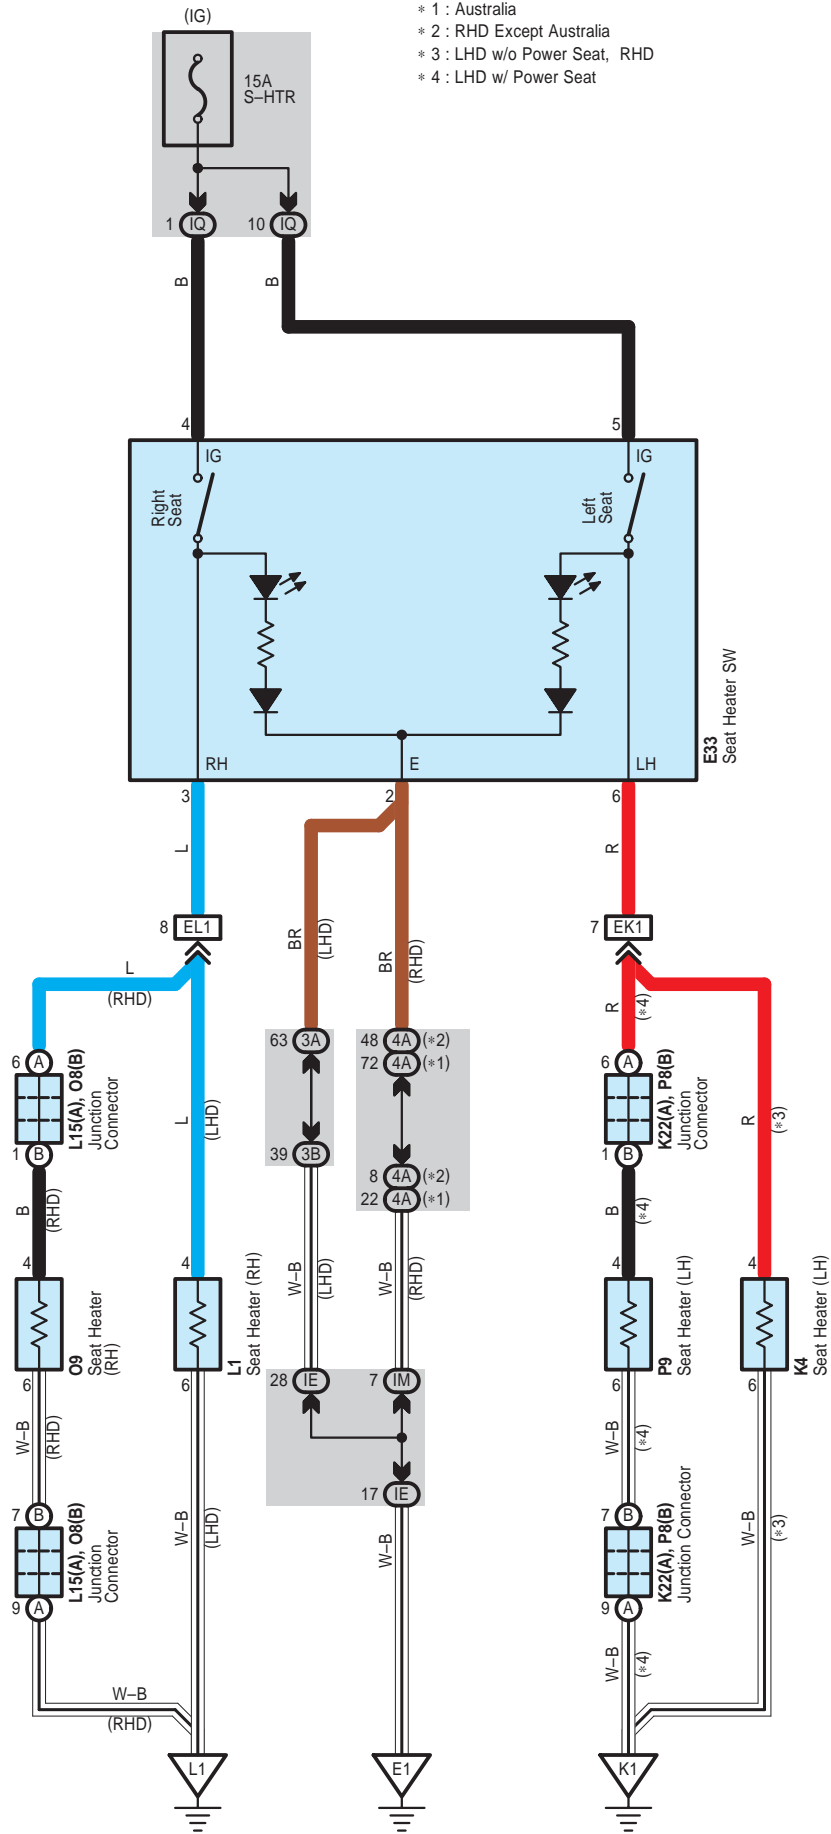 (IG)
∗ 1 : Australia
∗ 2 : RHD Except Australia
∗ 3 : LHD w/o Power Seat, RHD
∗ 4 : LHD w/ Power Seat
15A
S–HTR
1 IQ
10 IQ
B
B
4
5
IG
IG
Right
Seat
Left
Seat
E33
Seat Heater SW
RH
E
LH
3
2
6
L
R
BR
(LHD)
BR
(RHD)
8 EL1
7 EK1
L
(RHD)
R
(∗4)
63 3A
48 4A (∗2)
72 4A (∗1)
6 A
L15(A), O8(B)
Junction
Connector
1 B
L
(LHD)
6 A
K22(A), P8(B)
Junction
Connector
1 B
R
(∗3)
39 3B
8 4A (∗2)
22 4A (∗1)
B
(RHD)
B
(∗4)
W–B
(LHD)
W–B
(RHD)
4
4
4
4
O9
Seat Heater
(RH)
L1
Seat Heater (RH)
P9
Seat Heater (LH)
K4
Seat Heater (LH)
6
6
6
6
28 IE
7 IM
17 IE
W–B
(RHD)
W–B
(∗4)
7 B
L15(A), O8(B)
Junction
Connector
9 A
W–B
(LHD)
W–B
7 B
K22(A), P8(B)
Junction Connector
9 A
W–B
(∗3)
W–B
(RHD)
W–B
(∗4)
L1
E1
K1